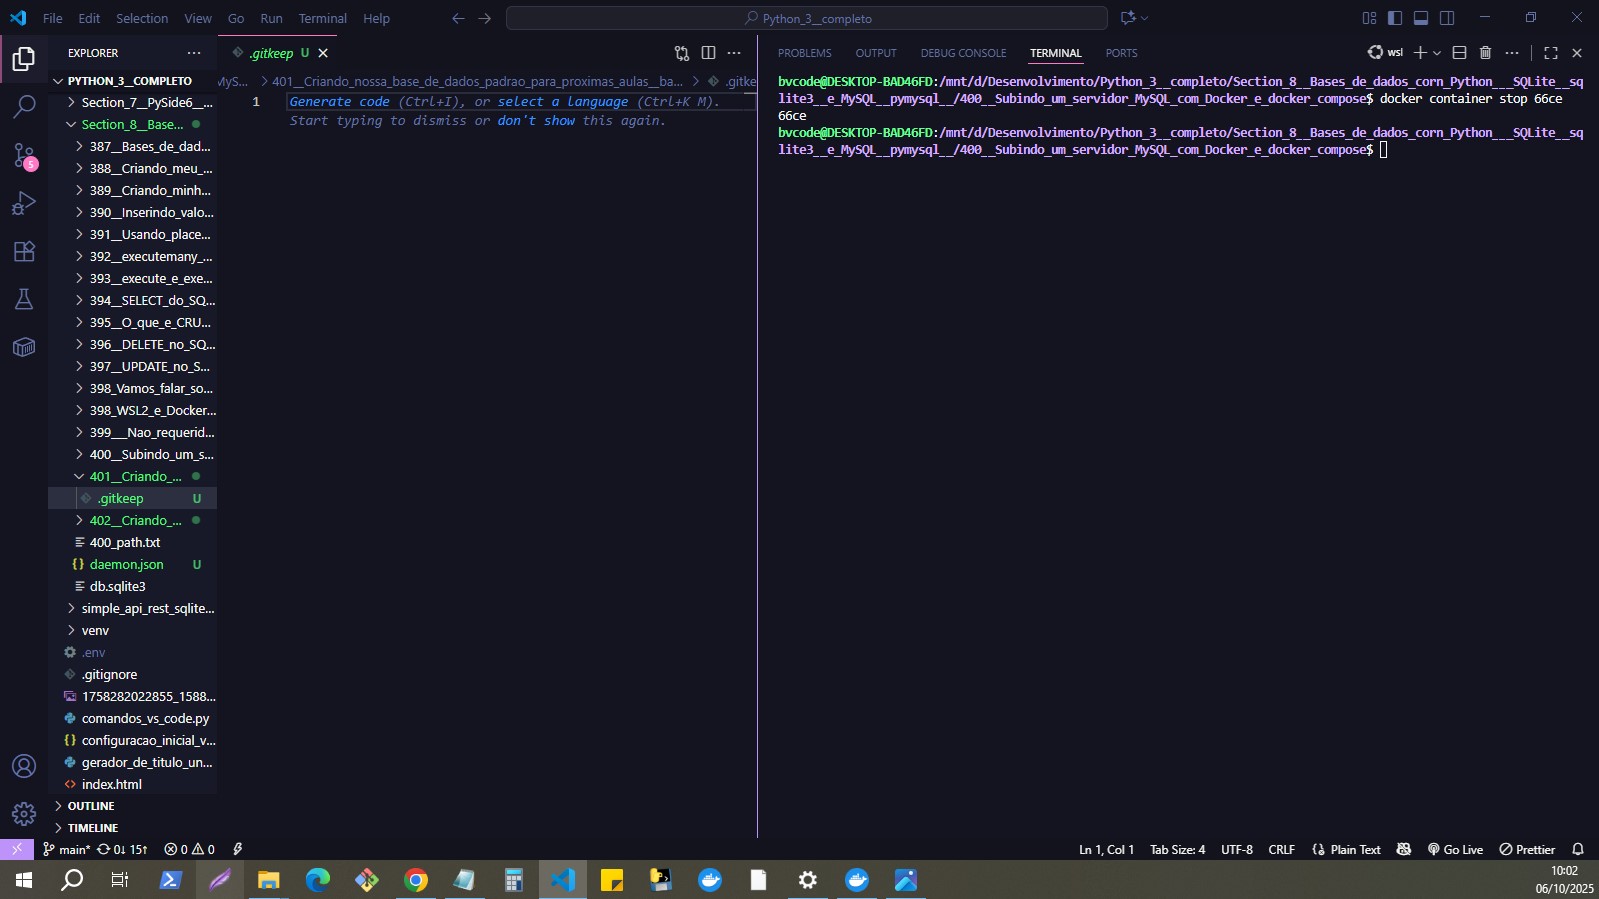 File Edit Selection View Go Run Terminal Help
Python_3__completo
EXPLORER
PYTHON_3__COMPLETO
Section_7__PySide6__...
Section_8__Base...
387__Bases_de_dad...
388__Criando_meu_...
389__Criando_minh...
390__Inserindo_valo...
391__Usando_place...
392__executemany_...
393__execute_e_exe...
394__SELECT_do_SQ...
395__O_que_e_CRU...
396__DELETE_no_SQ...
397__UPDATE_no_S...
398_Vamos_falar_so...
398_WSL2_e_Docker...
399___Nao_requerid...
400__Subindo_um_s...
401__Criando_...
.gitkeep U
402__Criando_...
400_path.txt
daemon.json U
db.sqlite3
simple_api_rest_sqlite...
venv
.env
.gitignore
1758282022855_1588...
comandos_vs_code.py
configuracao_inicial_v...
gerador_de_titulo_un...
index.html
OUTLINE
TIMELINE
5
.gitkeep U
MyS... 401__Criando_nossa_base_de_dados_padrao_para_proximas_aulas__ba... .gitke
1
Generate code (Ctrl+I), or select a language (Ctrl+K M).
Start typing to dismiss or don't show this again.
PROBLEMS OUTPUT DEBUG CONSOLE TERMINAL PORTS
wsl
bvcode@DESKTOP-BAD46FD:/mnt/d/Desenvolvimento/Python_3__completo/Section_8__Bases_de_dados_corn_Python___SQLite__sq
lite3__e_MySQL__pymysql__/400__Subindo_um_servidor_MySQL_com_Docker_e_docker_compose$ docker container stop 66ce
66ce
bvcode@DESKTOP-BAD46FD:/mnt/d/Desenvolvimento/Python_3__completo/Section_8__Bases_de_dados_corn_Python___SQLite__sq
lite3__e_MySQL__pymysql__/400__Subindo_um_servidor_MySQL_com_Docker_e_docker_compose$
main* 0↓ 15↑ 0 0
Ln 1, Col 1 Tab Size: 4 UTF-8 CRLF Plain Text Go Live Prettier
10:02
06/10/2025